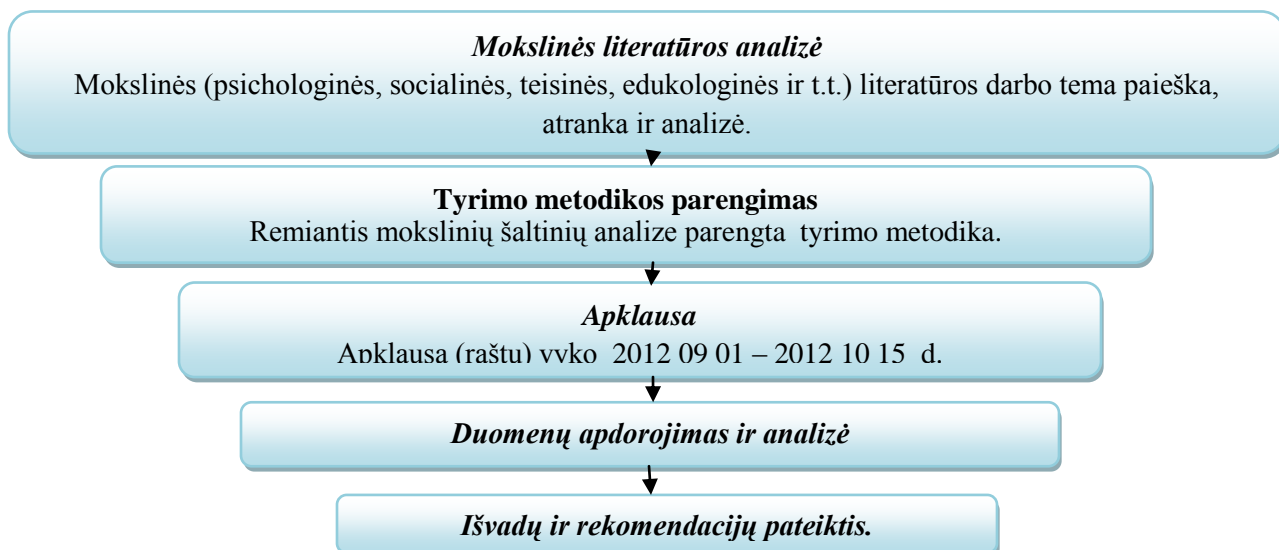 Mokslinės literatūros analizė
Mokslinės (psichologinės, socialinės, teisinės, edukologinės ir t.t.) literatūros darbo tema paieška,
atranka ir analizė.
Tyrimo metodikos parengimas
Remiantis mokslinių šaltinių analize parengta tyrimo metodika.
Apklausa
Apklausa (raštu) vyko 2012 09 01 – 2012 10 15 d.
Duomenų apdorojimas ir analizė
Išvadų ir rekomendacijų pateiktis.